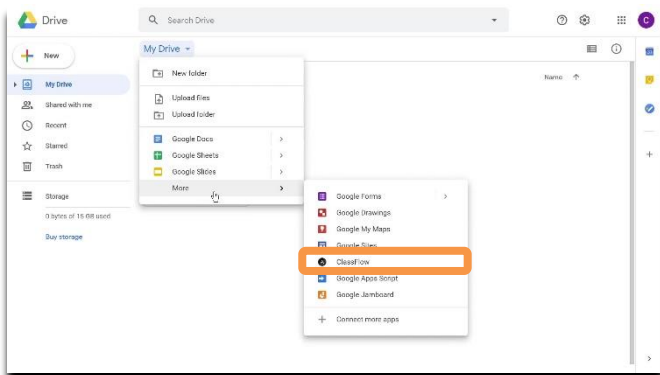 Drive
Search Drive
C
New
My Drive
Name
My Drive
Shared with me
Recent
Starred
Trash
Storage
0 bytes of 15 GB used
Buy storage
New folder
Upload files
Upload folder
Google Docs
Google Sheets
Google Slides
More
Google Forms
Google Drawings
Google My Maps
Google Sites
ClassFlow
Google Apps Script
Google Jamboard
Connect more apps